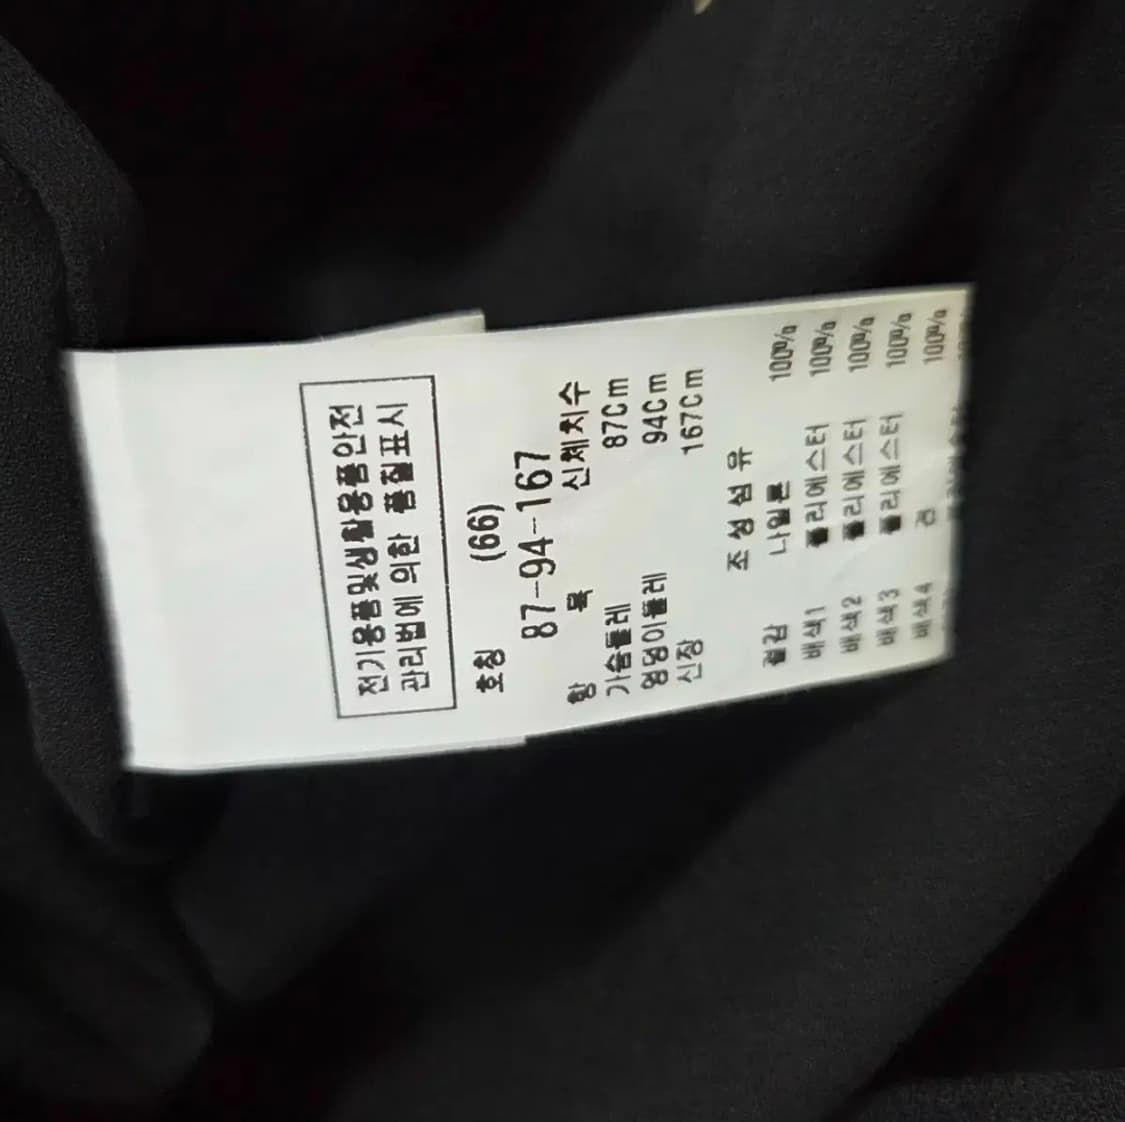 전기용품및생활용품안전
관리법에 의한 품질표시
호칭 (66)
87-94-167
항 목 신체치수
가슴둘레 87Cm
엉덩이둘레 94Cm
신장 167Cm
조성섬유
겉감 나일론 100%
배색1 폴리에스터 100%
배색2 폴리에스터 100%
배색3 폴리에스터 100%
배색4 견 100%